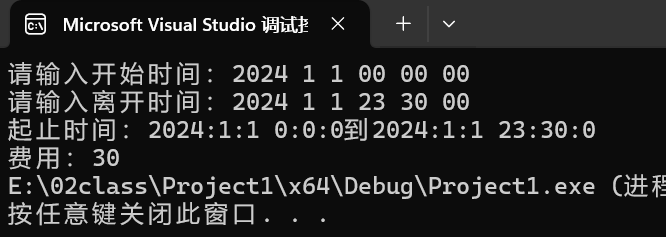 Microsoft Visual Studio 调试
请输入开始时间: 2024 1 1 00 00 00
请输入离开时间: 2024 1 1 23 30 00
起止时间: 2024:1:1 0:0:0到2024:1:1 23:30:0
费用: 30
E:\02class\Project1\x64\Debug\Project1.exe (进程
按任意键关闭此窗口. . .